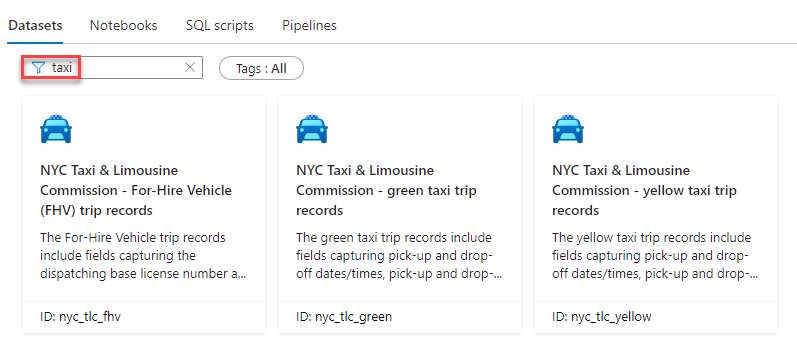 Datasets Notebooks SQL scripts Pipelines
taxi Tags : All
NYC Taxi & Limousine
Commission - For-Hire Vehicle
(FHV) trip records
The For-Hire Vehicle trip records
include fields capturing the
dispatching base license number a...
ID: nyc_tlc_fhv
NYC Taxi & Limousine
Commission - green taxi trip
records
The green taxi trip records include
fields capturing pick-up and drop-
off dates/times, pick-up and drop-...
ID: nyc_tlc_green
NYC Taxi & Limousine
Commission - yellow taxi trip
records
The yellow taxi trip records include
fields capturing pick-up and drop-
off dates/times, pick-up and drop-...
ID: nyc_tlc_yellow